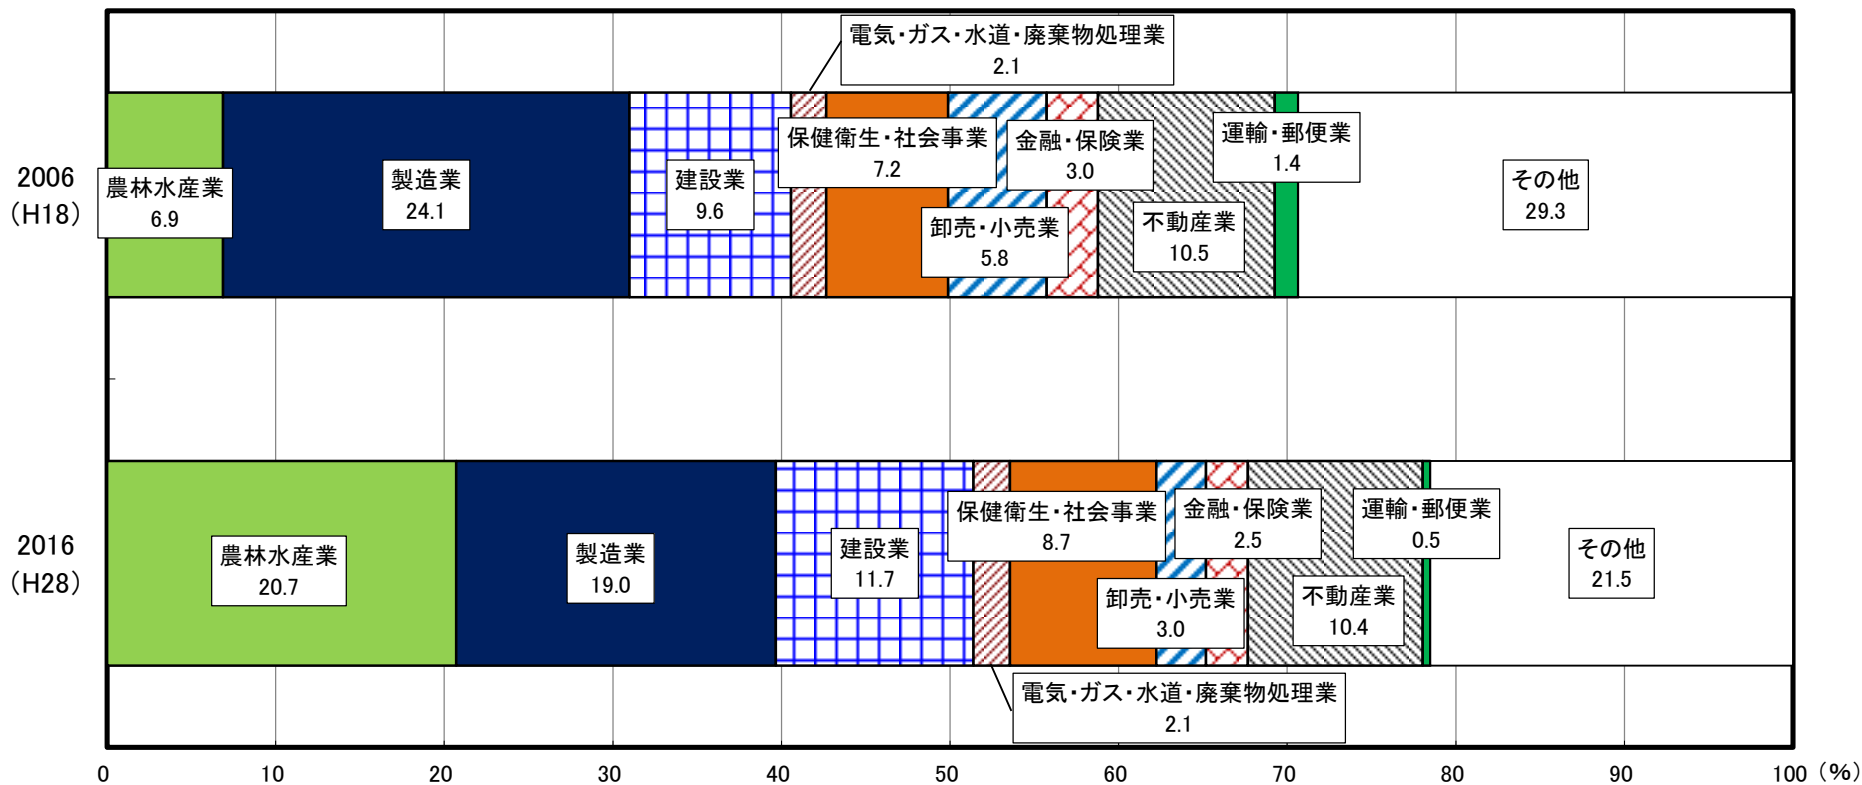 電気・ガス・水道・廃棄物処理業
2.1
2006
(H18)
農林水産業
6.9
製造業
24.1
建設業
9.6
保健衛生・社会事業
7.2
卸売・小売業
5.8
金融・保険業
3.0
不動産業
10.5
運輸・郵便業
1.4
その他
29.3
2016
(H28)
農林水産業
20.7
製造業
19.0
建設業
11.7
保健衛生・社会事業
8.7
卸売・小売業
3.0
金融・保険業
2.5
不動産業
10.4
運輸・郵便業
0.5
その他
21.5
電気・ガス・水道・廃棄物処理業
2.1
0 10 20 30 40 50 60 70 80 90 100 (%)